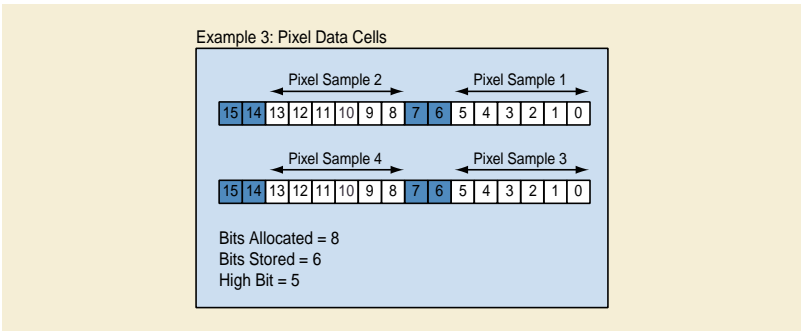 Example 3: Pixel Data Cells
Pixel Sample 2 Pixel Sample 1
15 14 13 12 11 10 9 8 7 6 5 4 3 2 1 0
Pixel Sample 4 Pixel Sample 3
15 14 13 12 11 10 9 8 7 6 5 4 3 2 1 0
Bits Allocated = 8
Bits Stored = 6
High Bit = 5